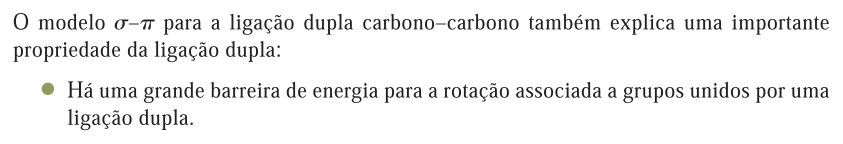 O modelo σ–π para a ligação dupla carbono–carbono também explica uma importante
propriedade da ligação dupla:
● Há uma grande barreira de energia para a rotação associada a grupos unidos por uma
ligação dupla.